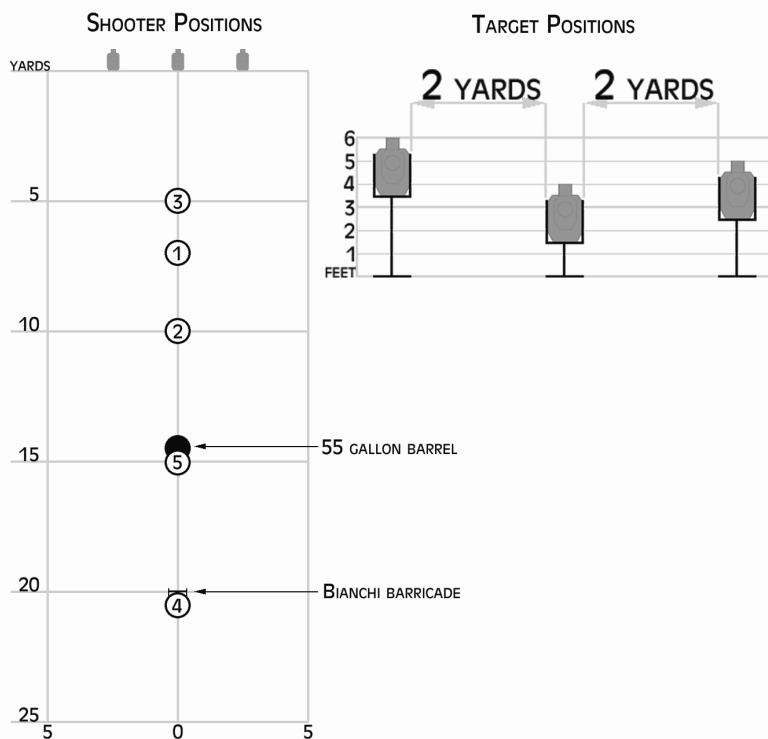 Shooter Positions
YARDS
5
3
1
10
2
55 GALLON BARREL
15
5
20
Bianchi barricade
4
25
5 0 5
Target Positions
2 YARDS 2 YARDS
6
5
4
3
2
1
FEET